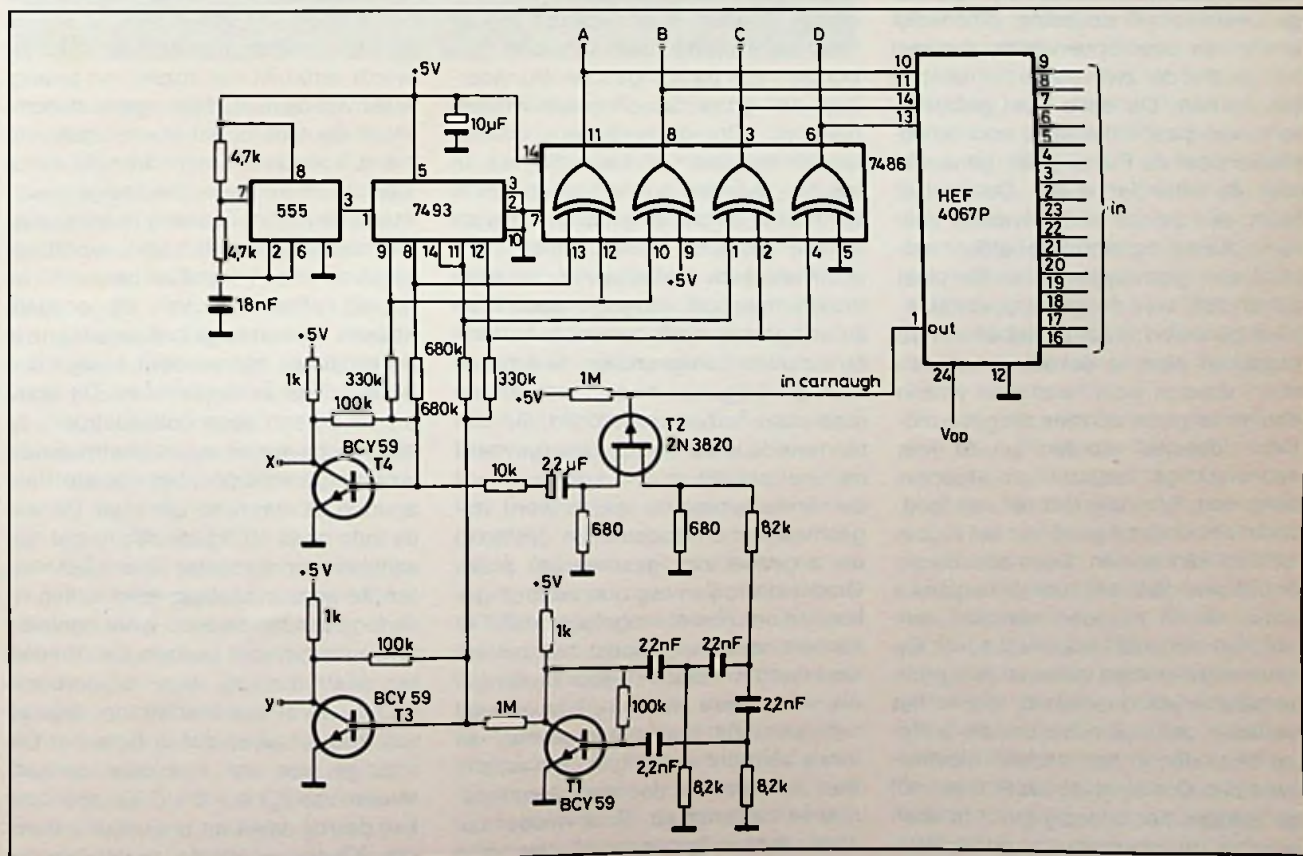 A B C D
5V
10µF
14
11 8 3 6
7486
4,7k
7
8
555
3
2 6 1
4,7k
18nF
5
1
7493
3
2
10
14 11
9 8 12
7
13 12 10 9 1 2 4 5
+5V
10
11
14
13
HEF
4067P
9
8
7
6
5
4
3
2
23
22
21
20
19
18
17
16
in
1
out
24
12
VDD
in carnaugh
+5V
1k
100k
330k
680k
680k
330k
+5V
1M
T2
2N 3820
BCY59
T4
x
10k
2,2µF
680
680
8,2k
+5V
1k
100k
y
BCY 59
T3
+5V
1k
1M
2,2nF
2,2nF
2,2nF
100k
2,2nF
T1
BCY59
8,2k
8,2k